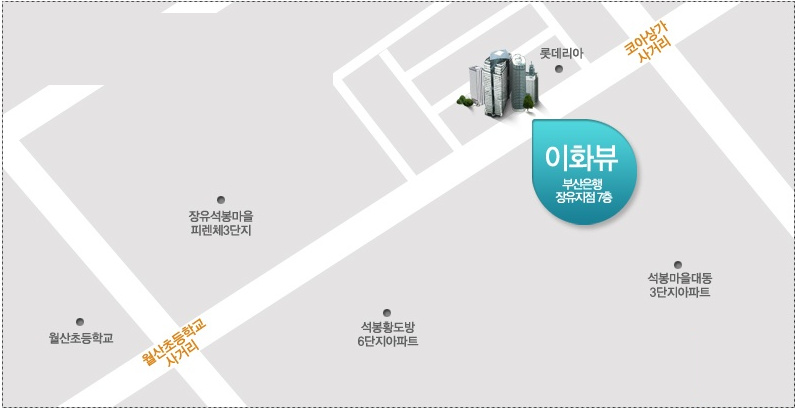 코아상가
사거리
롯데리아
이화뷰
부산은행
장유지점 7층
장유석봉마을
피렌체3단지
석봉마을대동
3단지아파트
석봉황도방
6단지아파트
월산초등학교
월산초등학교
사거리